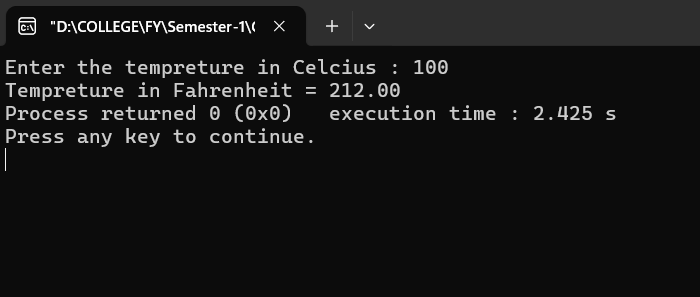 "D:\COLLEGE\FY\Semester-1\
Enter the tempreture in Celcius : 100
Tempreture in Fahrenheit = 212.00
Process returned 0 (0x0)   execution time : 2.425 s
Press any key to continue.